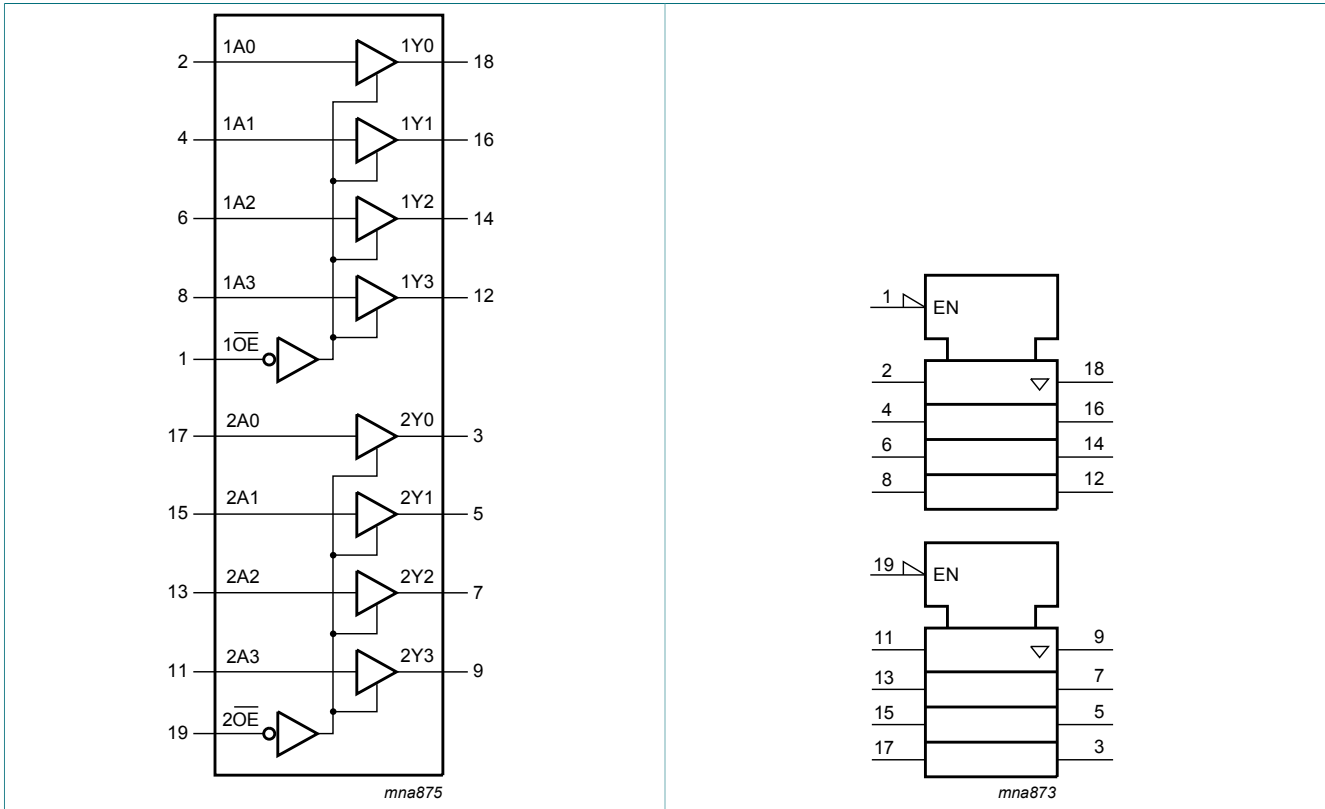 2 1A0 1Y0 18
4 1A1 1Y1 16
6 1A2 1Y2 14
8 1A3 1Y3 12
1 1O̅E̅
17 2A0 2Y0 3
15 2A1 2Y1 5
13 2A2 2Y2 7
11 2A3 2Y3 9
19 2O̅E̅
mna875
1 EN
2 18
4 16
6 14
8 12
19 EN
11 9
13 7
15 5
17 3
mna873